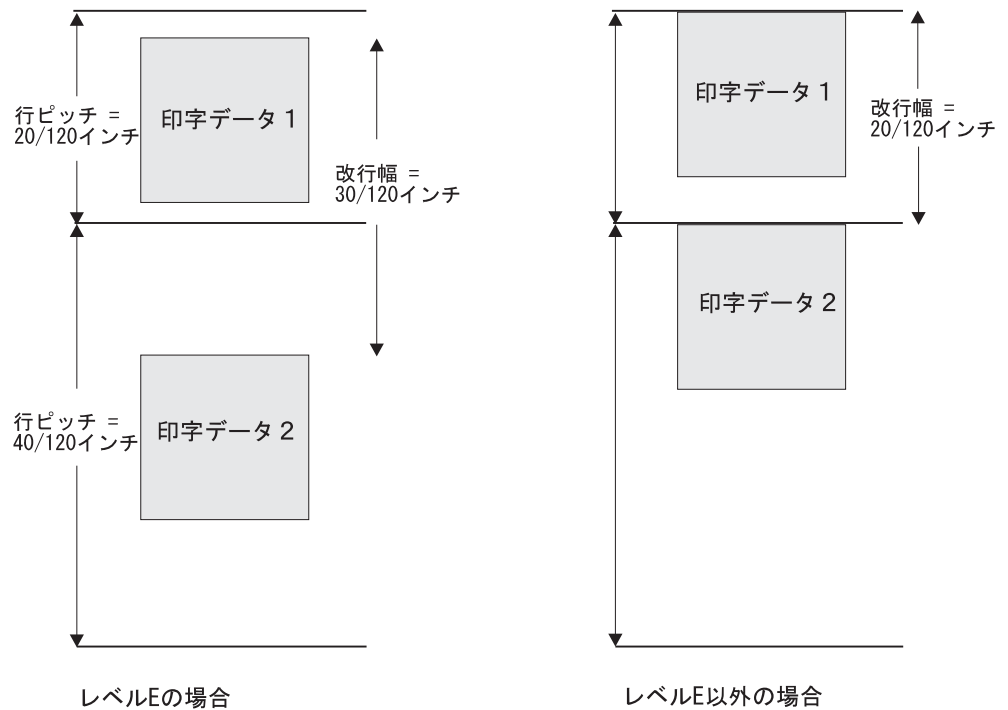 行ピッチ =
20/120インチ
印字データ1
改行幅 =
30/120インチ
行ピッチ =
40/120インチ
印字データ2
レベルEの場合
印字データ1
改行幅 =
20/120インチ
印字データ2
レベルE以外の場合